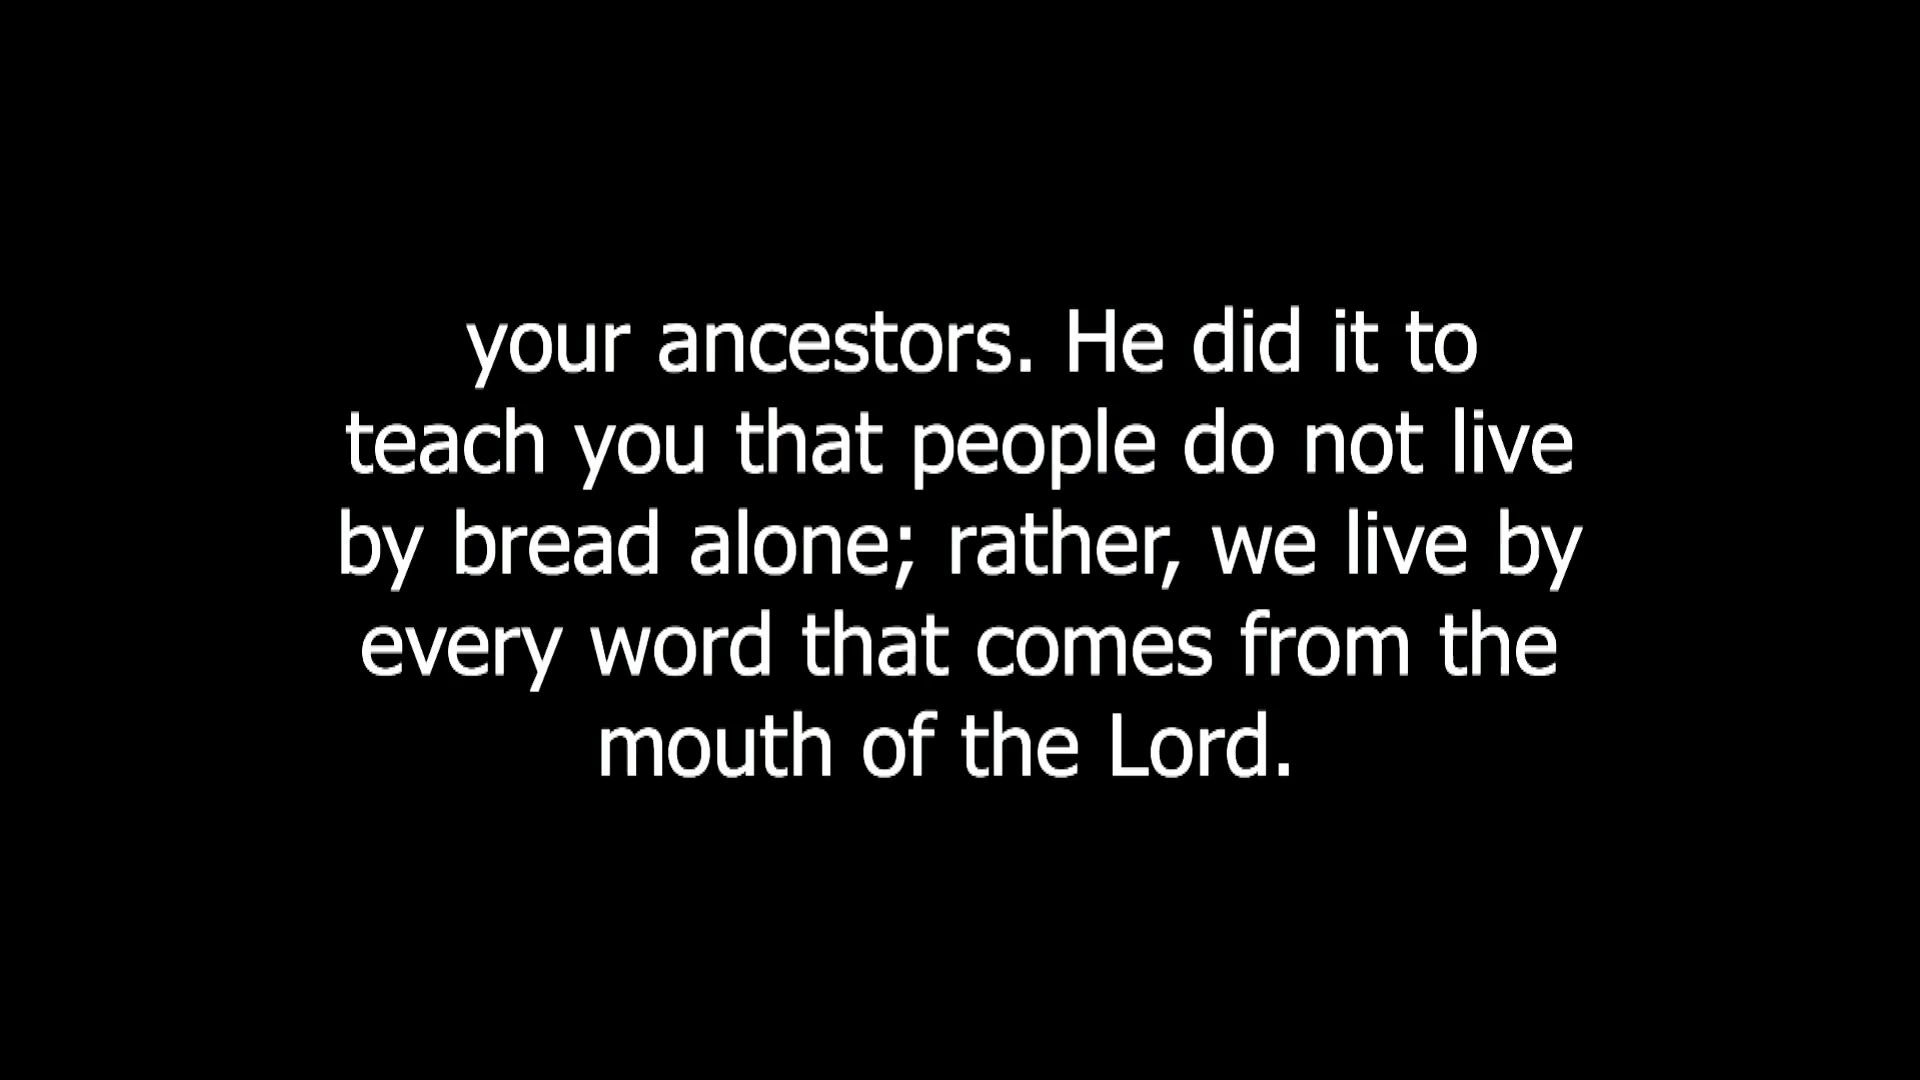 your ancestors. He did it to
teach you that people do not live
by bread alone; rather, we live by
every word that comes from the
mouth of the Lord.